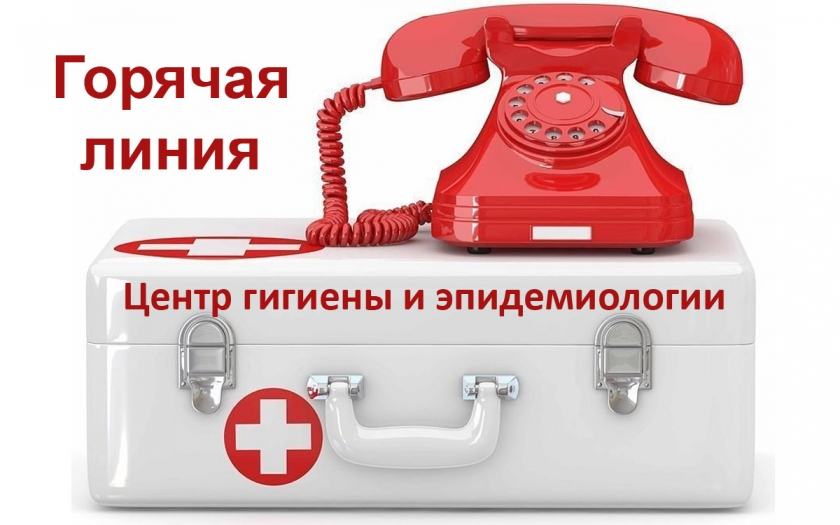 Горячая
линия
Центр гигиены и эпидемиологии